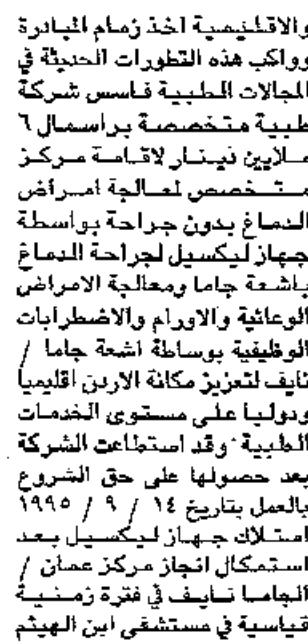 والاقليمية اخذ زمام المبادرة
وواكب هذه التطورات الحديثة في
المجالات الطبية فاسس شركة
طبية متخصصة براسمال ٦
ملايين دينار لاقامة مركز
متخصص لمعالجة امراض
الدماغ بدون جراحة بواسطة
جهاز ليكسيل لجراحة الدماغ
باشعة جاما ومعالجة الامراض
الوعائية والاورام والاضطرابات
الوظيفية بوساطة اشعة جاما /
نايف لتعزيز مكانة الاردن اقليميا
ودوليا على مستوى الخدمات
الطبية وقد استطاعت الشركة
بعد حصولها على حق الشروع
بالعمل بتاريخ ١٤ / ٩ / ١٩٩٥
امتلاك جهاز ليكسيل بعد
استكمال انجاز مركز عمان /
الجاما نايف في فترة زمنية
قياسية في مستشفى ابن الهيثم